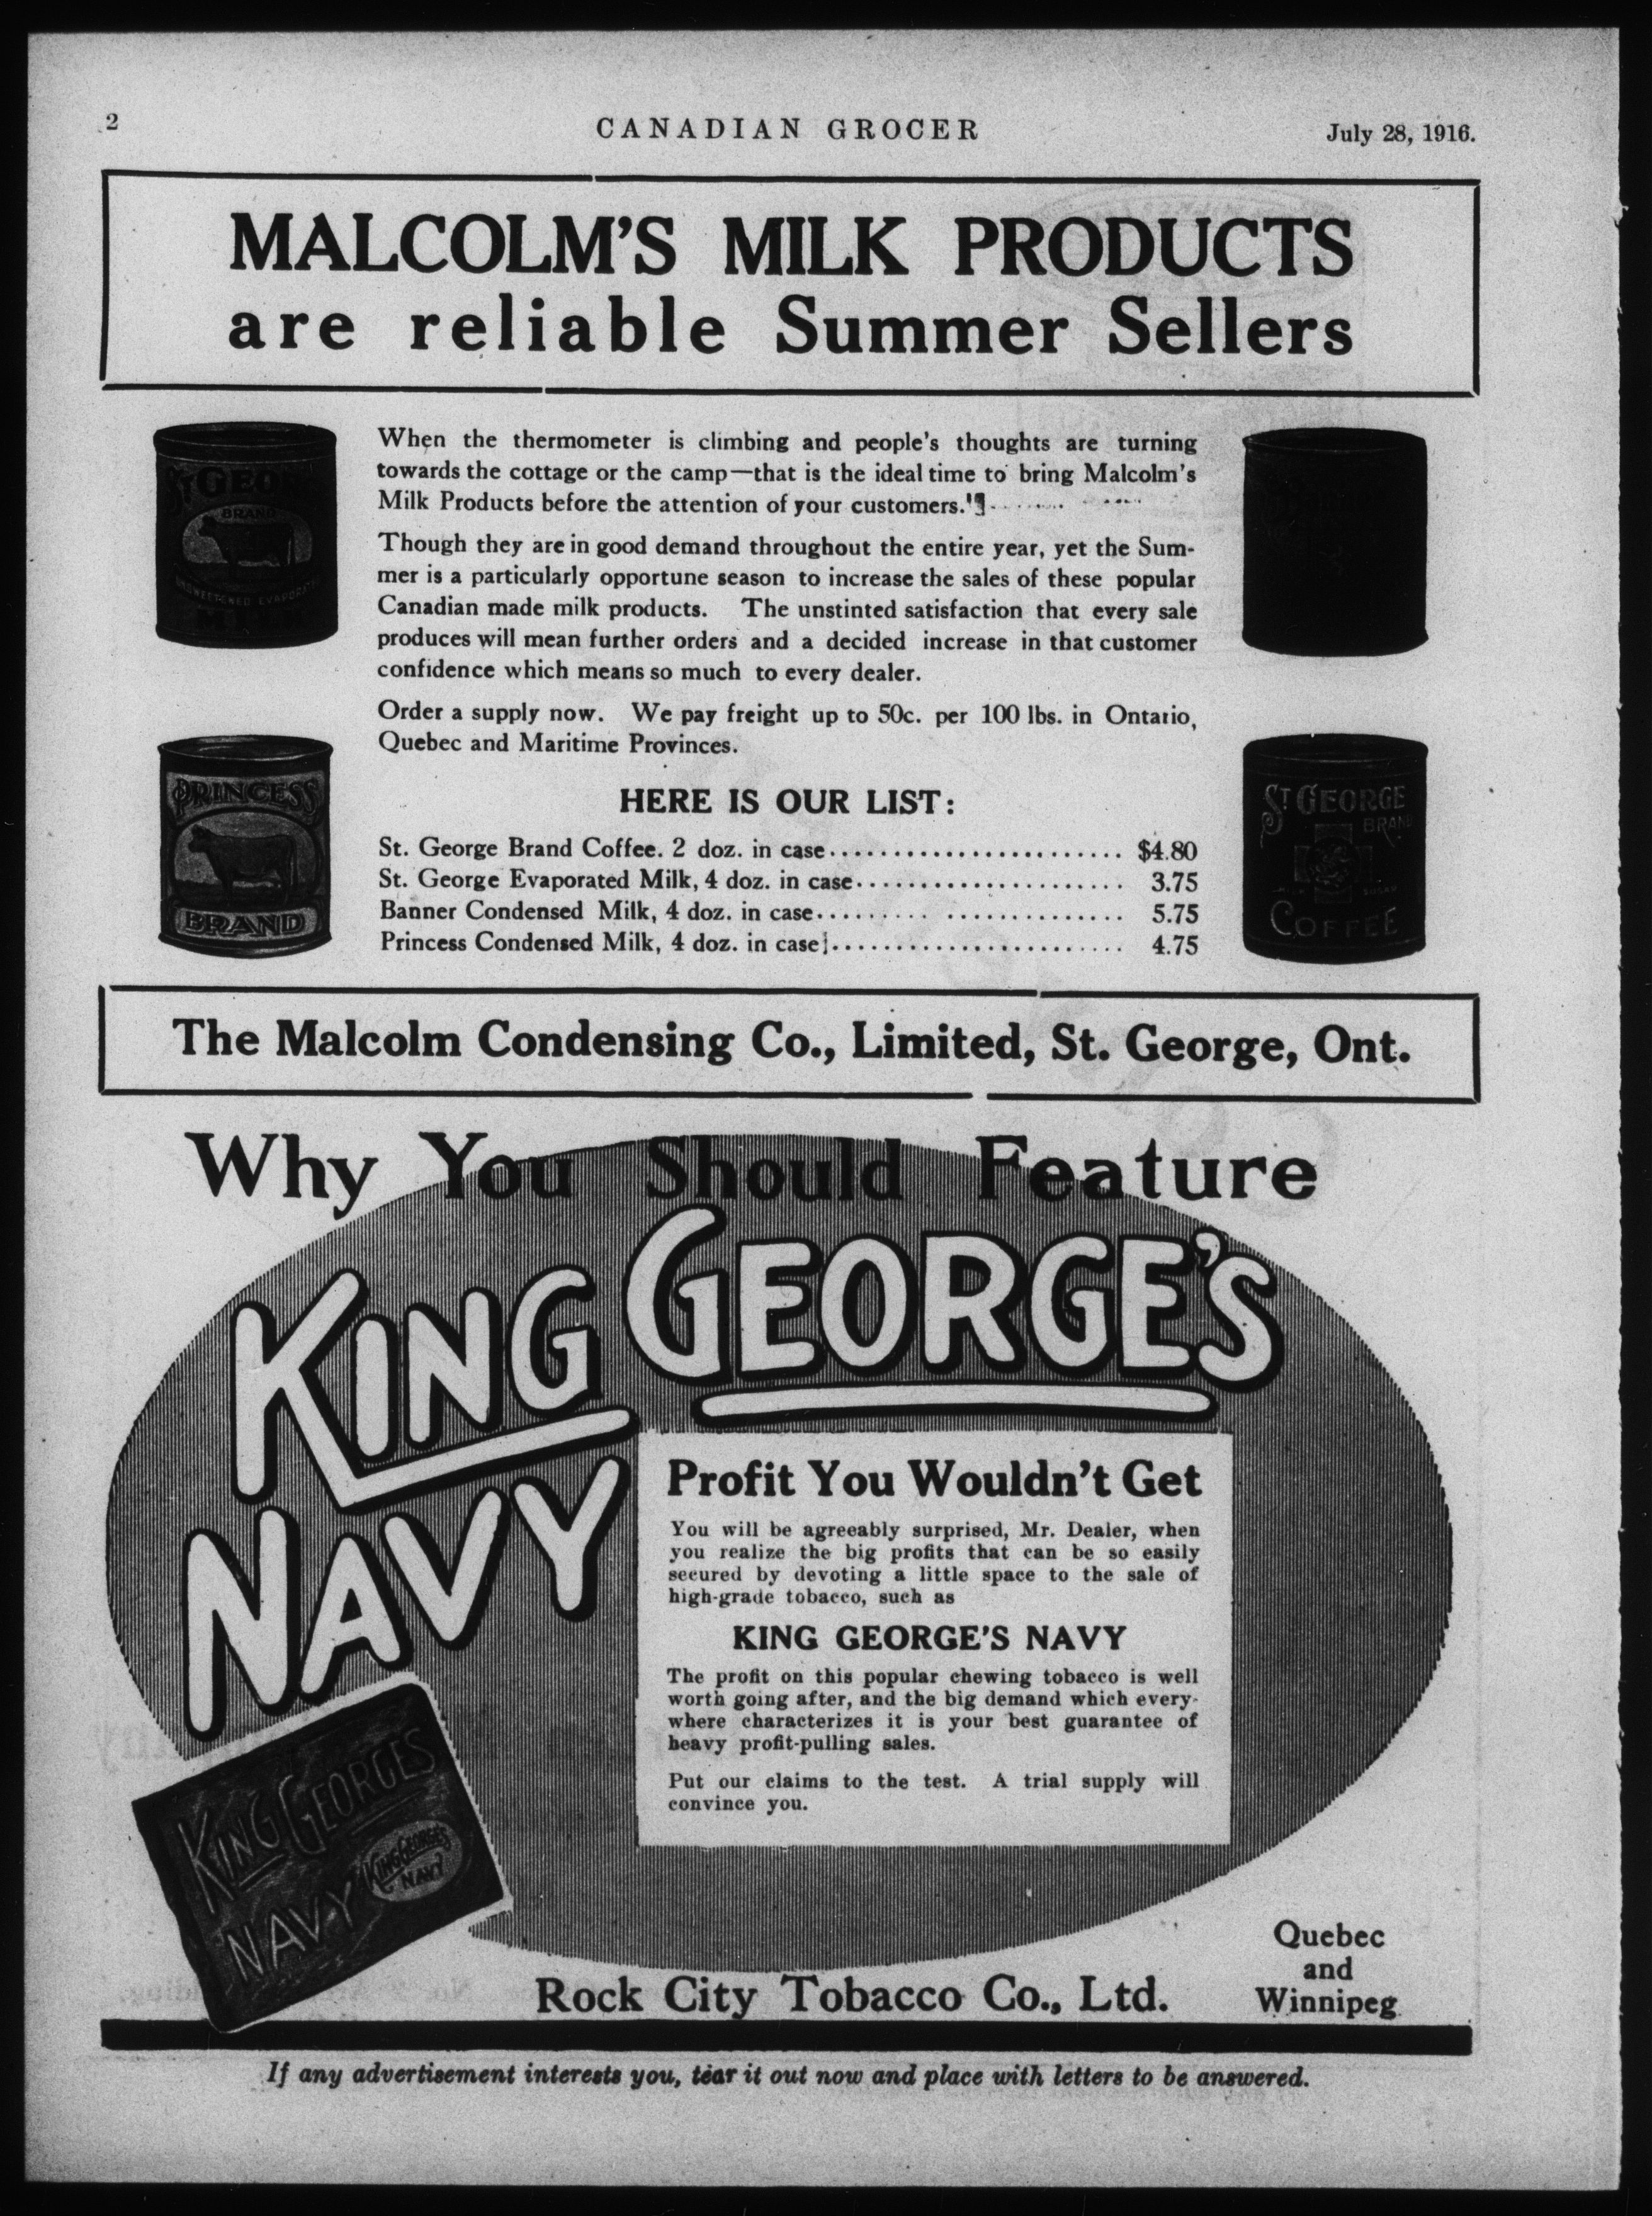 2
CANADIAN GROCER
July 28, 1916.
MALCOLM'S MILK PRODUCTS
are reliable Summer Sellers
When the thermometer is climbing and people's thoughts are turning
towards the cottage or the camp—that is the ideal time to bring Malcolm's
Milk Products before the attention of your customers.
Though they are in good demand throughout the entire year, yet the Sum-
mer is a particularly opportune season to increase the sales of these popular
Canadian made milk products. The unstinted satisfaction that every sale
produces will mean further orders and a decided increase in that customer
confidence which means so much to every dealer.
Order a supply now. We pay freight up to 50c. per 100 lbs. in Ontario,
Quebec and Maritime Provinces.
HERE IS OUR LIST:
St. George Brand Coffee. 2 doz. in case........................ $4.80
St. George Evaporated Milk, 4 doz. in case...................... 3.75
Banner Condensed Milk, 4 doz. in case......... .............. 5.75
Princess Condensed Milk, 4 doz. in case........................ 4.75
BRAND
UNSWEETENED EVAPORATED
PRINCESS
BRAND
ST GEORGE
BRAND
COFFEE
The Malcolm Condensing Co., Limited, St. George, Ont.
Why You Should Feature
KING GEORGE'S
NAVY
Profit You Wouldn't Get
You will be agreeably surprised, Mr. Dealer, when
you realize the big profits that can be so easily
secured by devoting a little space to the sale of
high-grade tobacco, such as
KING GEORGE'S NAVY
The profit on this popular chewing tobacco is well
worth going after, and the big demand which every-
where characterizes it is your best guarantee of
heavy profit-pulling sales.
Put our claims to the test. A trial supply will
convince you.
KING GEORGES
NAVY
KING GEORGE'S
NAVY
Rock City Tobacco Co., Ltd.
Quebec
and
Winnipeg
If any advertisement interests you, tear it out now and place with letters to be answered.